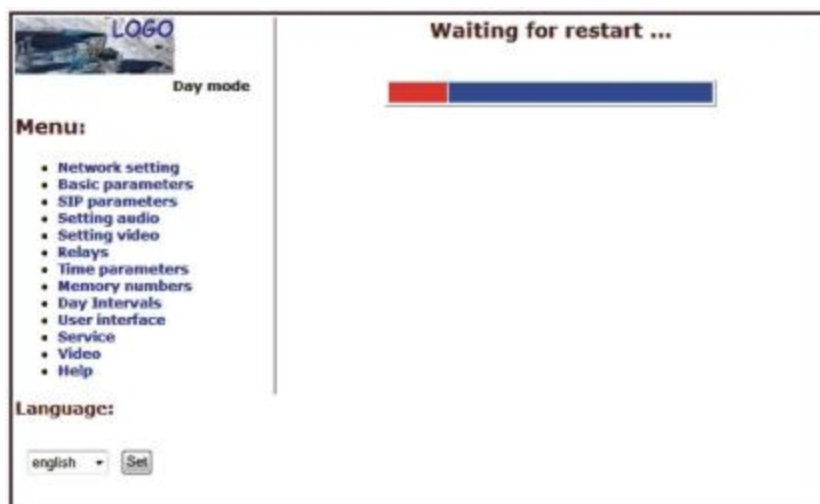 LOGO
Day mode
Menu:
Network setting
Basic parameters
SIP parameters
Setting audio
Setting video
Relays
Time parameters
Memory numbers
Day Intervals
User interface
Service
Video
Help
Language:
english
Set
Waiting for restart ...